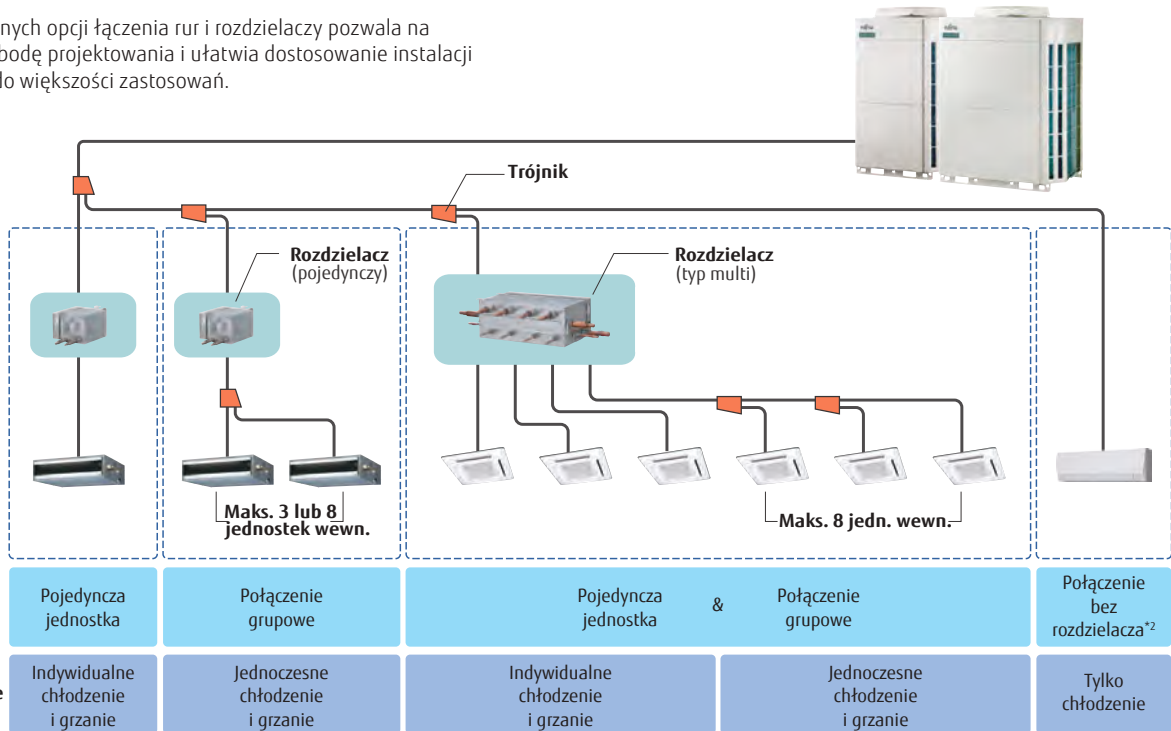 nych opcji łączenia rur i rozdzielaczy pozwala na
bodę projektowania i ułatwia dostosowanie instalacji
do większości zastosowań.
Trójnik
Rozdzielacz
(pojedynczy)
Rozdzielacz
(typ multi)
Maks. 3 lub 8
jednostek wewn.
Maks. 8 jedn. wewn.
Pojedyncza
jednostka
Połączenie
grupowe
Pojedyncza
jednostka
&
Połączenie
grupowe
Połączenie
bez
rozdzielacza*2
e
Indywidualne
chłodzenie
i grzanie
Jednoczesne
chłodzenie
i grzanie
Indywidualne
chłodzenie
i grzanie
Jednoczesne
chłodzenie
i grzanie
Tylko
chłodzenie